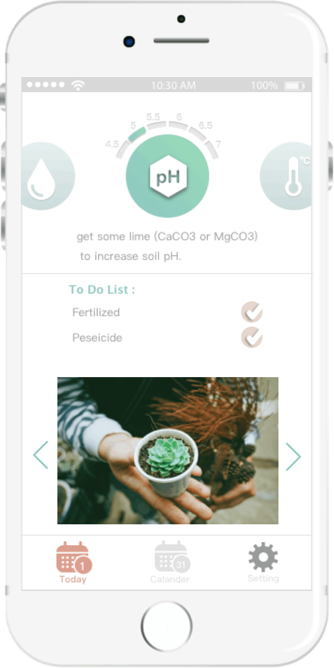 10:30 AM
100%
4.5 5 5.5 6 6.5 7
°C
pH
get some lime (CaCO3 or MgCO3)
to increase soil pH.
To Do List :
Fertilized
Peseicide
1
31
Today
Calander
Setting